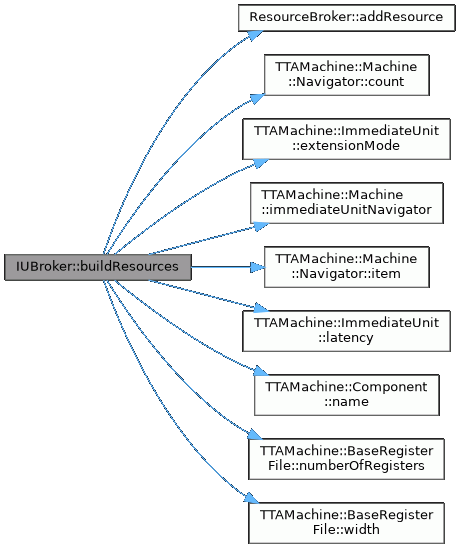 ResourceBroker::addResource
TTAMachine::Machine
::Navigator::count
TTAMachine::ImmediateUnit
::extensionMode
TTAMachine::Machine
::immediateUnitNavigator
IUBroker::buildResources
TTAMachine::Machine
::Navigator::item
TTAMachine::ImmediateUnit
::latency
TTAMachine::Component
::name
TTAMachine::BaseRegister
File::numberOfRegisters
TTAMachine::BaseRegister
File::width